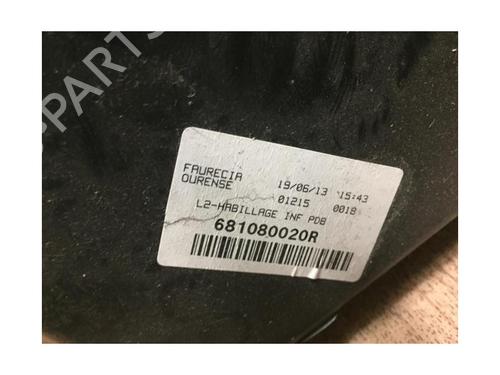 PARTS
FAURECIA 19/06/13 15:43
OURENSE 01215 0018
L2-HABILLAGE INF PDB
681080020R